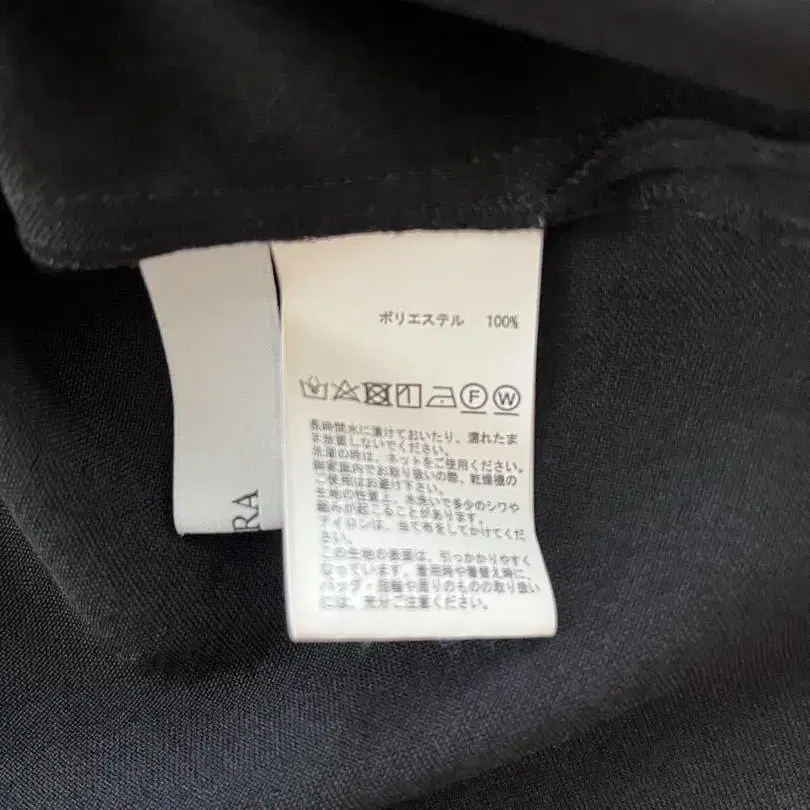 ポリエステル 100%
F W
長時間水に漬けておいたり、濡れたま
ま放置しないでください。
洗濯の時は、ネットをご使用ください。
御家庭内でお取り扱いの際、乾燥機の
ご使用はお避け下さい。
生地の性質上、水洗いで多少のシワや
縮みが起こることがあります。
アイロンは、当て布をしてかけてくだ
さい。
この生地の表面は、引っかかりやすく
なっています。着用時や着替え時に、
バッグ・指輪や周りのものの取り扱い
には、充分ご注意ください。
RA